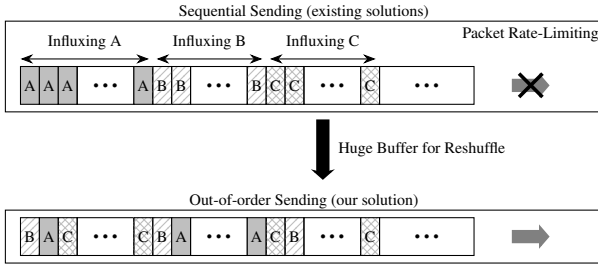 Sequential Sending (existing solutions)
Influxing A Influxing B Influxing C Packet Rate-Limiting
A A A ••• A B B ••• B C C ••• C •••
Huge Buffer for Reshuffle
Out-of-order Sending (our solution)
B A C ••• C B A ••• A C B ••• C •••